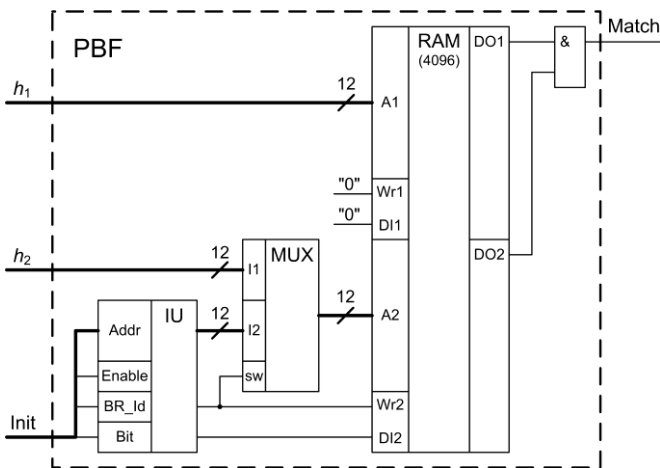 PBF
Match
RAM
(4096)
DO1
&
h1
12
A1
"0"
Wr1
"0"
DI1
h2
12
I1
MUX
DO2
Addr
IU
12
I2
12
A2
Enable
sw
BR_Id
Wr2
Init
Bit
DI2